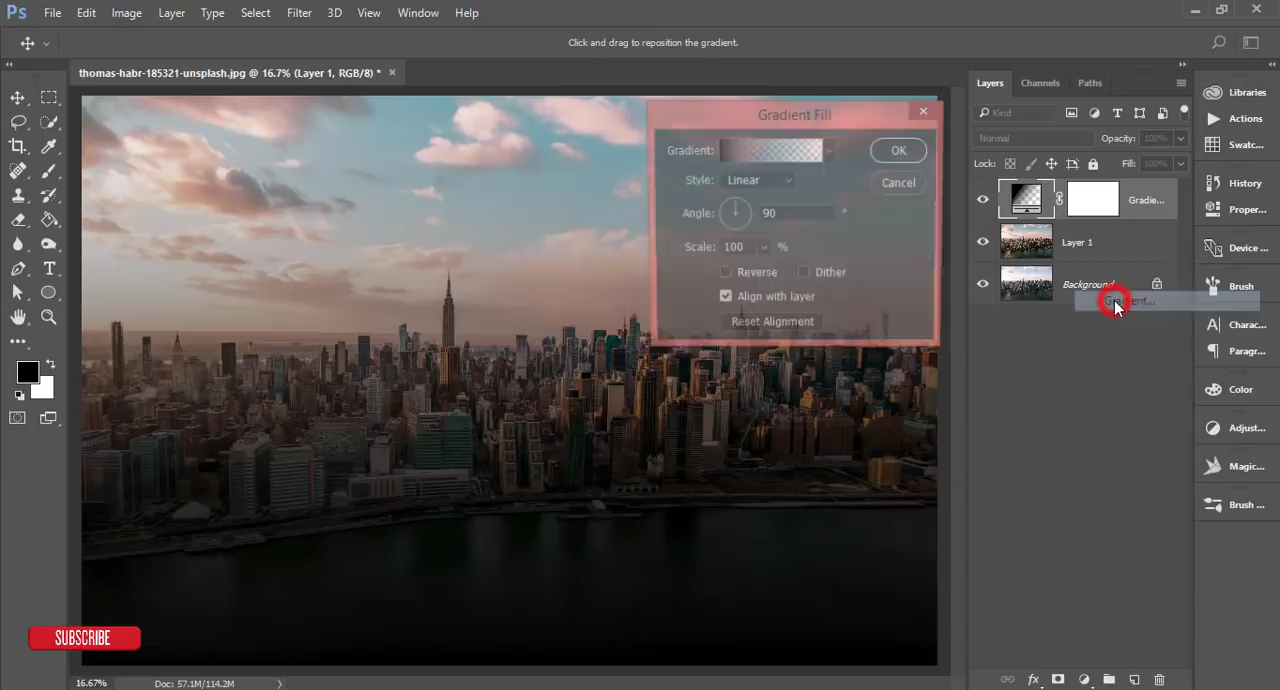 Ps File Edit Image Layer Type Select Filter 3D View Window Help
Click and drag to reposition the gradient.
thomas-habr-185321-unsplash.jpg @ 16.7% (Layer 1, RGB/8) * ×
Gradient Fill
Gradient:
OK
Style: Linear
Cancel
Angle: 90 °
Scale: 100 %
Reverse Dither
Align with layer
Reset Alignment
Layers Channels Paths
Kind
Normal Opacity: 100%
Lock: Fill: 100%
Gradie...
Layer 1
Background
Gradient...
Libraries
Actions
Swatc...
History
Proper...
Device ...
Brush
Charac...
Paragr...
Color
Adjust...
Magic...
Brush ...
SUBSCRIBE
16.67% Doc: 57.1M/114.2M
fx